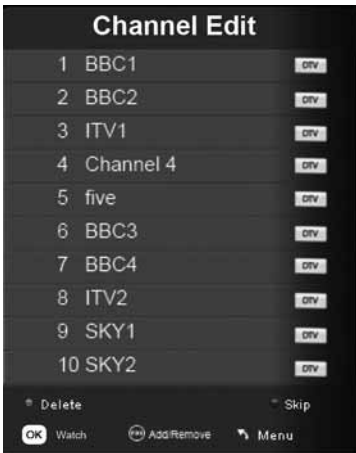 Channel Edit
1 BBC1 DTV
2 BBC2 DTV
3 ITV1 DTV
4 Channel 4 DTV
5 five DTV
6 BBC3 DTV
7 BBC4 DTV
8 ITV2 DTV
9 SKY1 DTV
10 SKY2 DTV
Delete Skip
OK Watch Add/Remove Menu